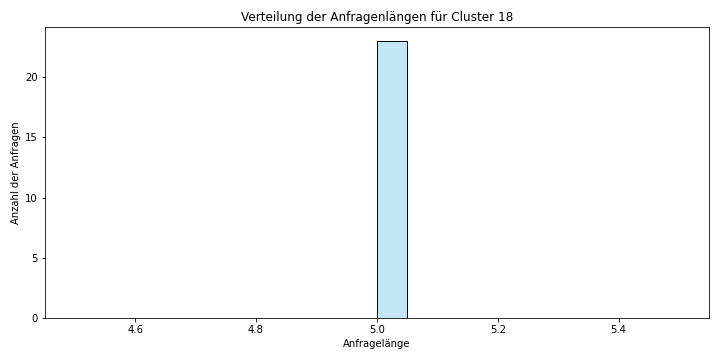 Verteilung der Anfragenlängen für Cluster 18
Anzahl der Anfragen
20
15
10
5
0
4.6 4.8 5.0 5.2 5.4
Anfragelänge